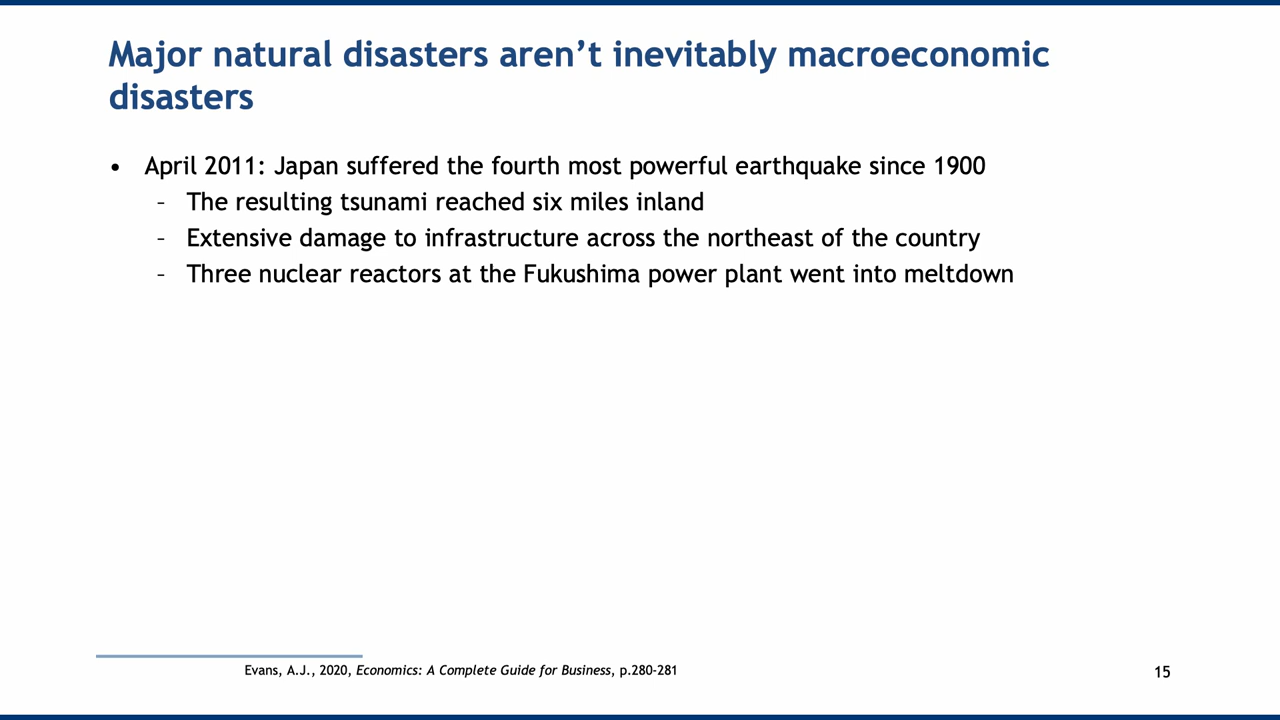 Major natural disasters aren’t inevitably macroeconomic
disasters
• April 2011: Japan suffered the fourth most powerful earthquake since 1900
– The resulting tsunami reached six miles inland
– Extensive damage to infrastructure across the northeast of the country
– Three nuclear reactors at the Fukushima power plant went into meltdown
Evans, A.J., 2020, Economics: A Complete Guide for Business, p.280-281
15